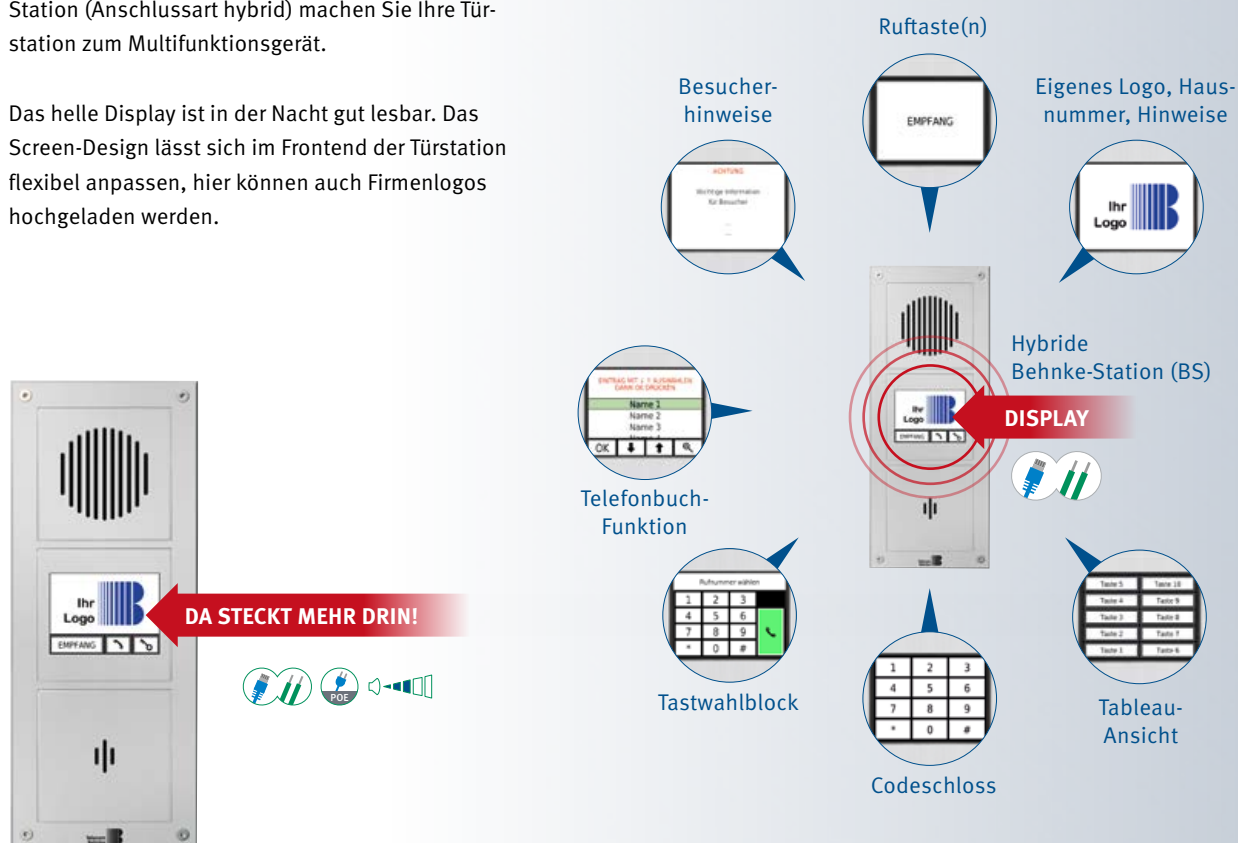 Station (Anschlussart hybrid) machen Sie Ihre Tür-
station zum Multifunktionsgerät.
Das helle Display ist in der Nacht gut lesbar. Das
Screen-Design lässt sich im Frontend der Türstation
flexibel anpassen, hier können auch Firmenlogos
hochgeladen werden.
Ihr
Logo
EMPFANG
DA STECKT MEHR DRIN!
POE
Ruftaste(n)
EMPFANG
Besucher-
hinweise
ACHTUNG
Wichtige Information
für Besucher
Eigenes Logo, Haus-
nummer, Hinweise
Ihr
Logo
Hybride
Behnke-Station (BS)
Ihr
Logo
EMPFANG
DISPLAY
EINTRAG MIT ↓ ↑ AUSWÄHLEN
DANN OK DRÜCKEN
Name 1
Name 2
Name 3
OK
Telefonbuch-
Funktion
Rufnummer wählen
1 2 3
4 5 6
7 8 9
* 0 #
Tastwahlblock
1 2 3
4 5 6
7 8 9
* 0 #
Codeschloss
Taste 5 Taste 10
Taste 4 Taste 9
Taste 3 Taste 8
Taste 2 Taste 7
Taste 1 Taste 6
Tableau-
Ansicht